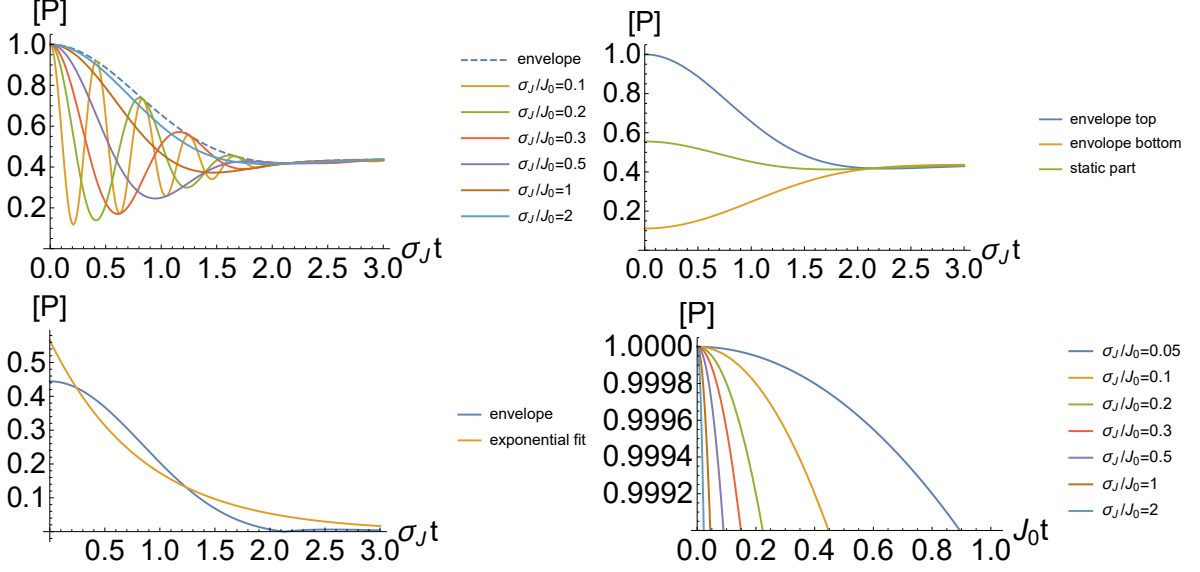 [P]
1.0
0.8
0.6
0.4
0.2
0.0 0.5 1.0 1.5 2.0 2.5 3.0 σJt
envelope
σJ/J0=0.1
σJ/J0=0.2
σJ/J0=0.3
σJ/J0=0.5
σJ/J0=1
σJ/J0=2
[P]
1.0
0.8
0.6
0.4
0.2
0.0 0.5 1.0 1.5 2.0 2.5 3.0 σJt
envelope top
envelope bottom
static part
[P]
0.5
0.4
0.3
0.2
0.1
0.5 1.0 1.5 2.0 2.5 3.0 σJt
envelope
exponential fit
[P]
1.0000
0.9998
0.9996
0.9994
0.9992
0.0 0.2 0.4 0.6 0.8 1.0 J0t
σJ/J0=0.05
σJ/J0=0.1
σJ/J0=0.2
σJ/J0=0.3
σJ/J0=0.5
σJ/J0=1
σJ/J0=2